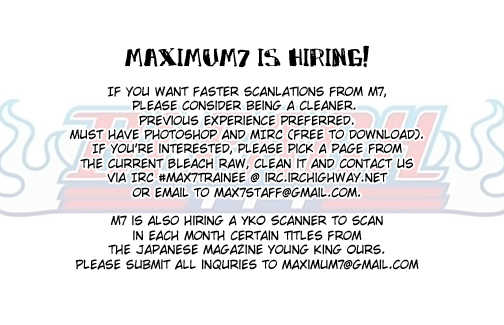 MAXIMUM7 IS HIRING!
IF YOU WANT FASTER SCANLATIONS FROM M7,
PLEASE CONSIDER BEING A CLEANER.
PREVIOUS EXPERIENCE PREFERRED.
MUST HAVE PHOTOSHOP AND MIRC (FREE TO DOWNLOAD).
IF YOU'RE INTERESTED, PLEASE PICK A PAGE FROM
THE CURRENT BLEACH RAW, CLEAN IT AND CONTACT US
VIA IRC #MAX7TRAINEE @ IRC.IRCHIGHWAY.NET
OR EMAIL TO MAX7STAFF@GMAIL.COM.
M7 IS ALSO HIRING A YKO SCANNER TO SCAN
IN EACH MONTH CERTAIN TITLES FROM
THE JAPANESE MAGAZINE YOUNG KING OURS.
PLEASE SUBMIT ALL INQURIES TO MAXIMUM7@GMAIL.COM